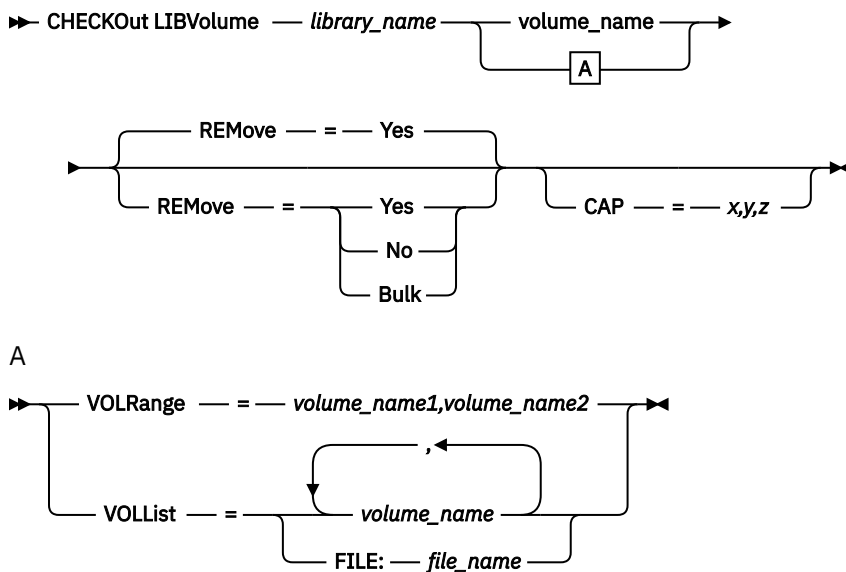 CHECKOut LIBVolume library_name volume_name
A
REMove = Yes
REMove = Yes CAP = x,y,z
No
Bulk
A
VOLRange = volume_name1,volume_name2
,
VOLList = volume_name
FILE: file_name